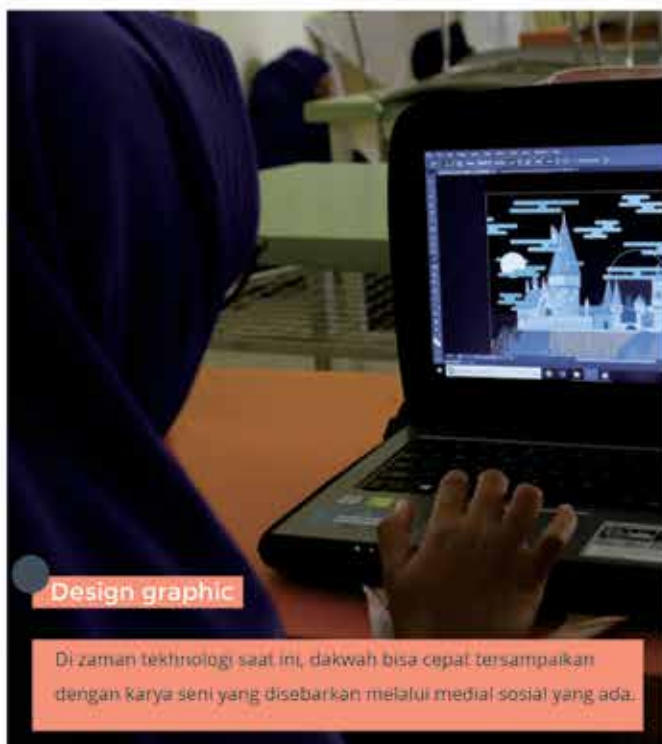 Design graphic
Di zaman tekhnologi saat ini, dakwah bisa cepat tersampaikan
dengan karya seni yang disebarkan melalui medial sosial yang ada.